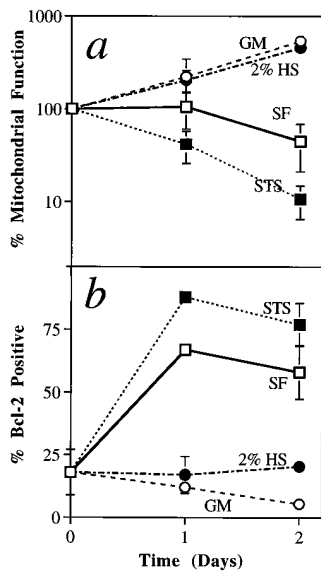 1000
a
GM
2% HS
100
SF
10
STS
% Mitochondrial Function
b
STS
75
SF
50
25
2% HS
GM
0
% Bcl-2 Positive
0
1
2
Time (Days)